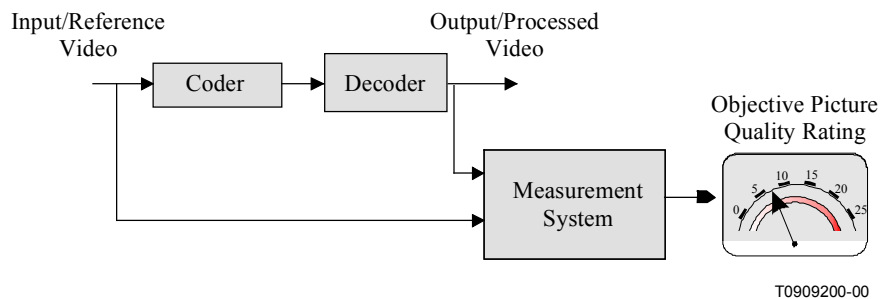 Input/Reference
Video
Output/Processed
Video
Coder
Decoder
Objective Picture
Quality Rating
Measurement
System
0
5
10
15
20
25
T0909200-00